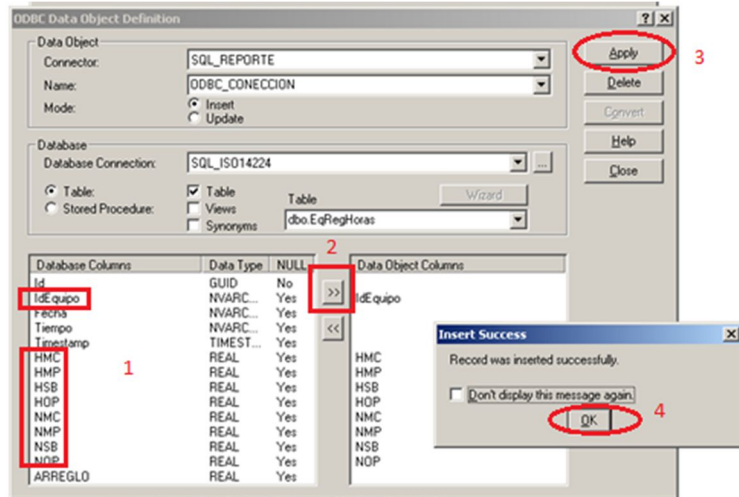 ODBC Data Object Definition
? X
Data Object
Connector: SQL_REPORTE
Name: ODBC_CONECCION
Mode: Insert
Update
Apply 3
Delete
Convert
Help
Close
Database
Database Connection: SQL_ISO14224 ...
Table: Table
Stored Procedure: Views
Synonyms
Table
Wizard
dbo.EqRegHoras
2
Database Columns Data Type NULL >> Data Object Columns
Id GUID No
IdEquipo NVARC... Yes IdEquipo
Fecha NVARC... Yes
Tiempo NVARC... Yes <<
Timestamp TIMEST... Yes
HMC REAL Yes HMC
HMP REAL Yes HMP
HSB REAL Yes HSB
HOP REAL Yes HOP
NMC REAL Yes NMC
NMP REAL Yes NMP
NSB REAL Yes NSB
NOP REAL Yes NOP
ARREGLO REAL Yes
1
Insert Success X
Record was inserted successfully.
Don't display this message again.
OK 4